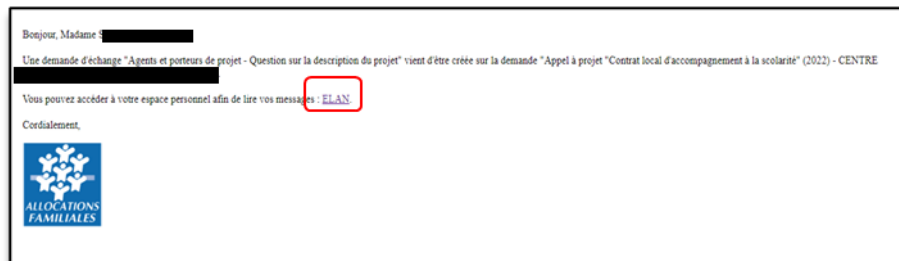 Bonjour, Madame S
Une demande d'échange "Agents et porteurs de projet - Question sur la description du projet" vient d'être créée sur la demande "Appel à projet "Contrat local d'accompagnement à la scolarité" (2022) - CENTRE
Vous pouvez accéder à votre espace personnel afin de lire vos messages : ELAN.
Cordialement,
ALLOCATIONS
FAMILIALES